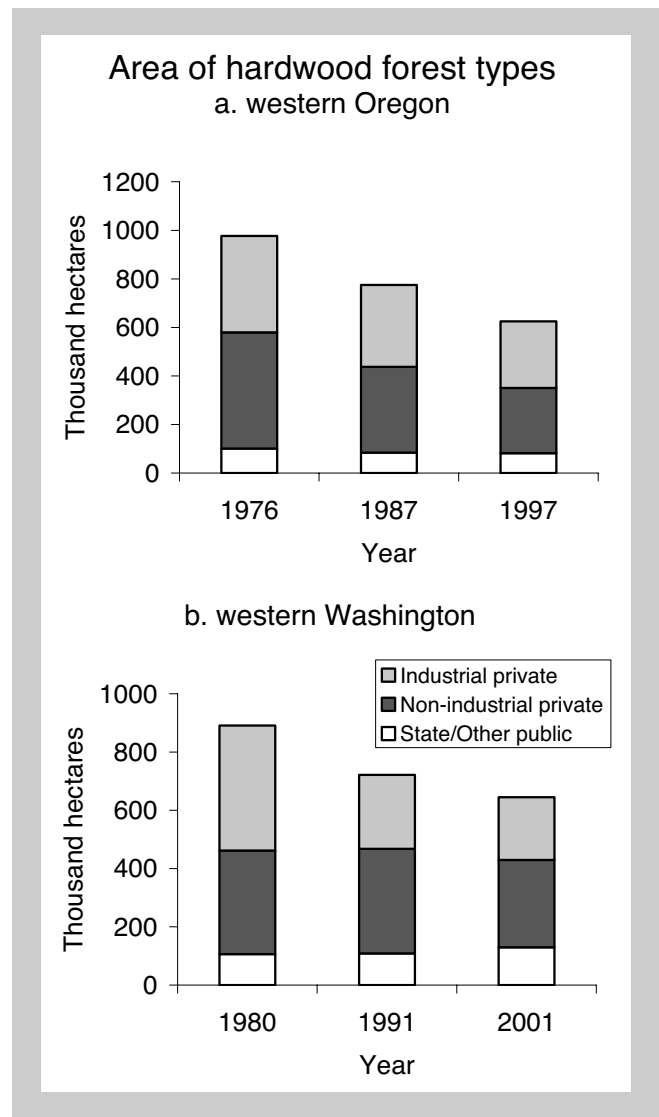 Area of hardwood forest types
a. western Oregon
1200
1000
800
600
400
200
0
Thousand hectares
1976 1987 1997
Year
b. western Washington
Industrial private
Non-industrial private
State/Other public
1000
800
600
400
200
0
Thousand hectares
1980 1991 2001
Year